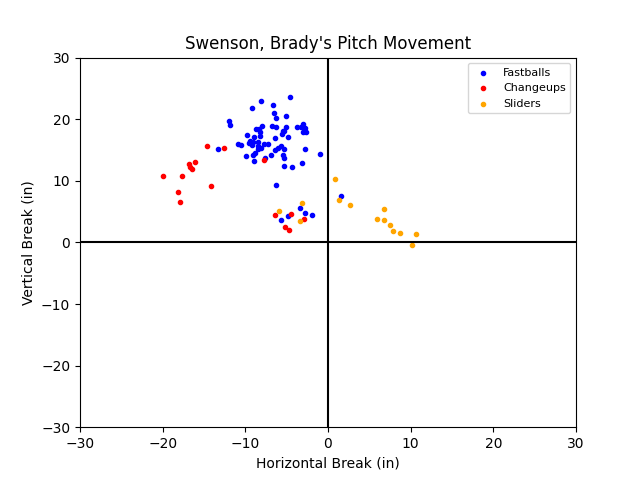 Swenson, Brady's Pitch Movement
Fastballs
Changeups
Sliders
Vertical Break (in)
30
20
10
0
−10
−20
−30
−30
−20
−10
0
10
20
30
Horizontal Break (in)